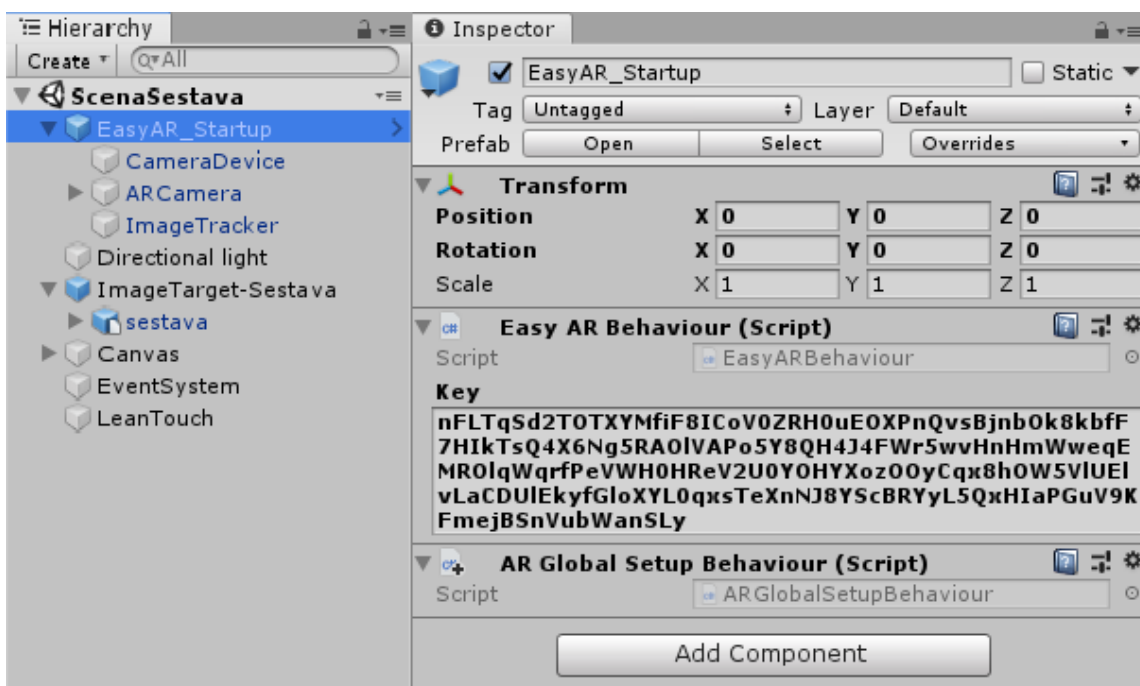 Hierarchy
Create
All
ScenaSestava
EasyAR_Startup
CameraDevice
ARCamera
ImageTracker
Directional light
ImageTarget-Sestava
sestava
Canvas
EventSystem
LeanTouch
Inspector
EasyAR_Startup Static
Tag Untagged Layer Default
Prefab Open Select Overrides
Transform
Position X 0 Y 0 Z 0
Rotation X 0 Y 0 Z 0
Scale X 1 Y 1 Z 1
Easy AR Behaviour (Script)
Script EasyARBehaviour
Key
nFLTqSd2TOTXYMfiF8ICoV0ZRH0uEOXPnQvsBjnbOk8kbfF
7HIkTsQ4X6Ng5RAOlVAPo5Y8QH4J4FWr5wvHnHmWweqE
MROlqWqrfPeVWH0HReV2U0YOHYXozOOyCqx8hOW5VlUEl
vLaCDUlEkyfGloXYL0qxsTeXnNJ8YScBRYyL5QxHIaPGuV9K
FmejBSnVubWanSLy
AR Global Setup Behaviour (Script)
Script ARGlobalSetupBehaviour
Add Component